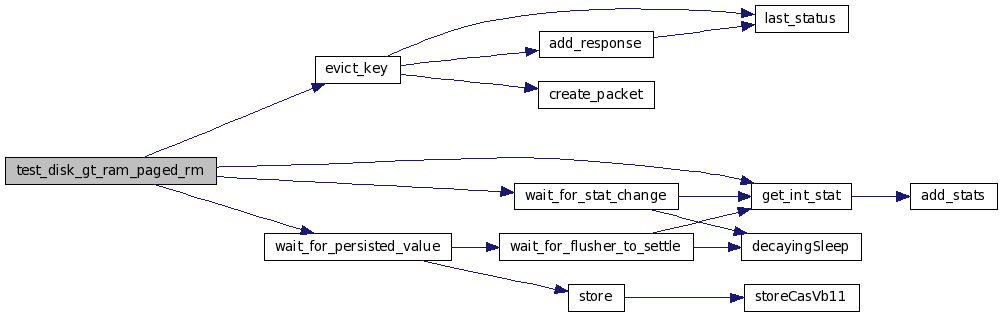 last_status
add_response
evict_key
create_packet
test_disk_gt_ram_paged_rm
wait_for_stat_change
get_int_stat
add_stats
wait_for_persisted_value
wait_for_flusher_to_settle
decayingSleep
store
storeCasVb11